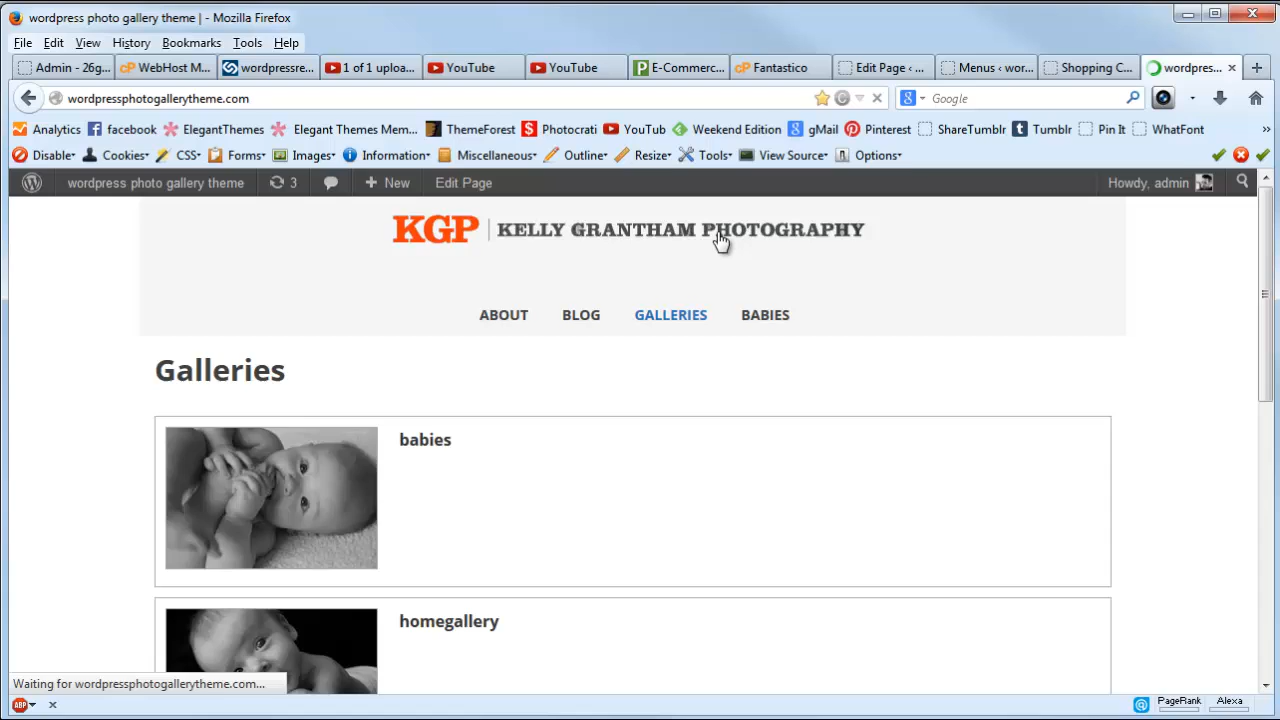 wordpress photo gallery theme | - Mozilla Firefox
File Edit View History Bookmarks Tools Help
Admin - 26g... cP WebHost M... wordpressre... 1 of 1 uploa... YouTube YouTube E-Commerc... cP Fantastico Edit Page ‹ ... Menus ‹ wor... Shopping C... wordpres...
wordpressphotogallerytheme.com Google
Analytics facebook ElegantThemes Elegant Themes Mem... ThemeForest Photocrati YouTub Weekend Edition gMail Pinterest ShareTumblr Tumblr Pin It WhatFont »
Disable Cookies CSS Forms Images Information Miscellaneous Outline Resize Tools View Source Options
wordpress photo gallery theme 3 New Edit Page Howdy, admin
KGP | KELLY GRANTHAM PHOTOGRAPHY
ABOUT BLOG GALLERIES BABIES
Galleries
babies
homegallery
Waiting for wordpressphotogallerytheme.com...
ABP PageRank Alexa